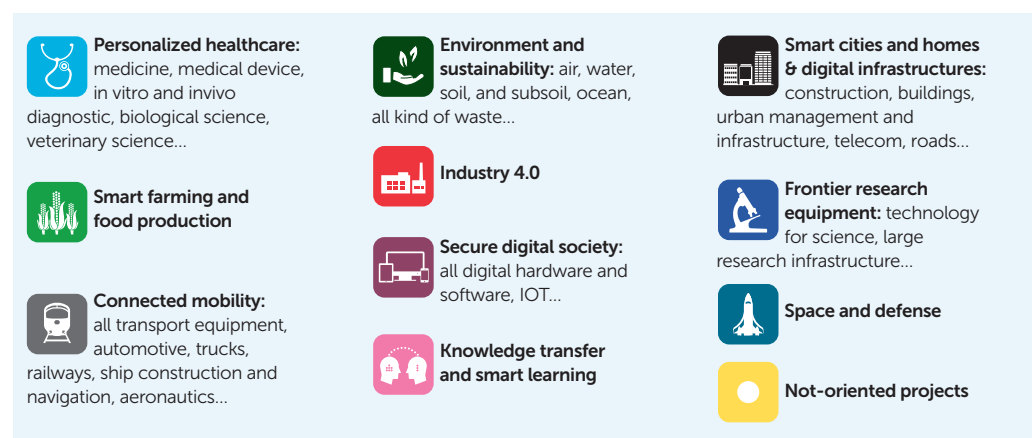 Personalized healthcare:
medicine, medical device,
in vitro and invivo
diagnostic, biological science,
veterinary science...
Smart farming and
food production
Connected mobility:
all transport equipment,
automotive, trucks,
railways, ship construction and
navigation, aeronautics...
Environment and
sustainability: air, water,
soil, and subsoil, ocean,
all kind of waste...
Industry 4.0
Secure digital society:
all digital hardware and
software, IOT...
Knowledge transfer
and smart learning
Smart cities and homes
& digital infrastructures:
construction, buildings,
urban management and
infrastructure, telecom, roads...
Frontier research
equipment: technology
for science, large
research infrastructure...
Space and defense
Not-oriented projects